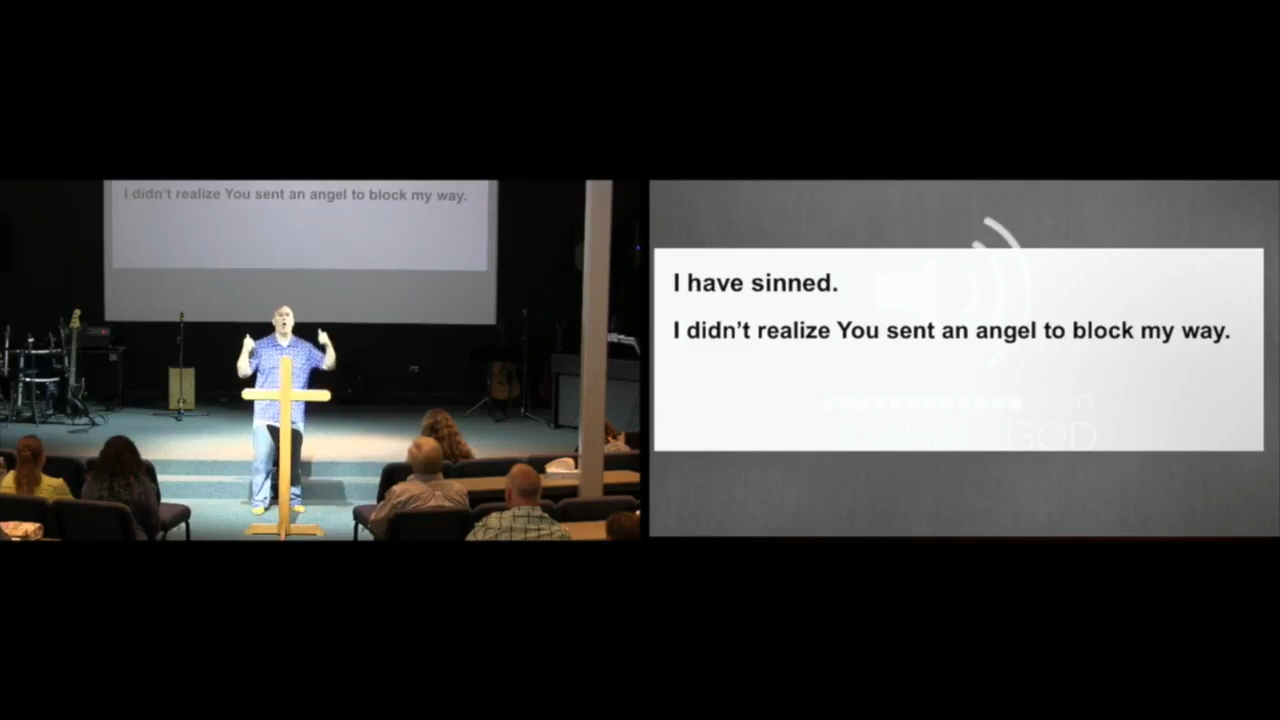 I didn't realize You sent an angel to block my way.
I have sinned.
I didn’t realize You sent an angel to block my way.
GOD